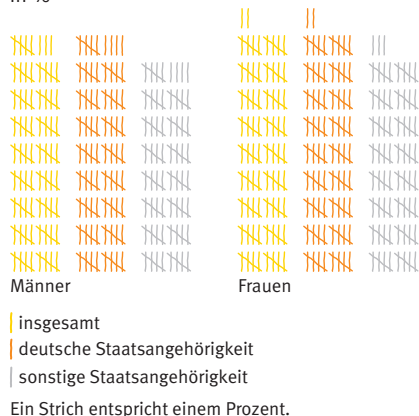 Männer
Frauen
insgesamt
deutsche Staatsangehörigkeit
sonstige Staatsangehörigkeit
Ein Strich entspricht einem Prozent.